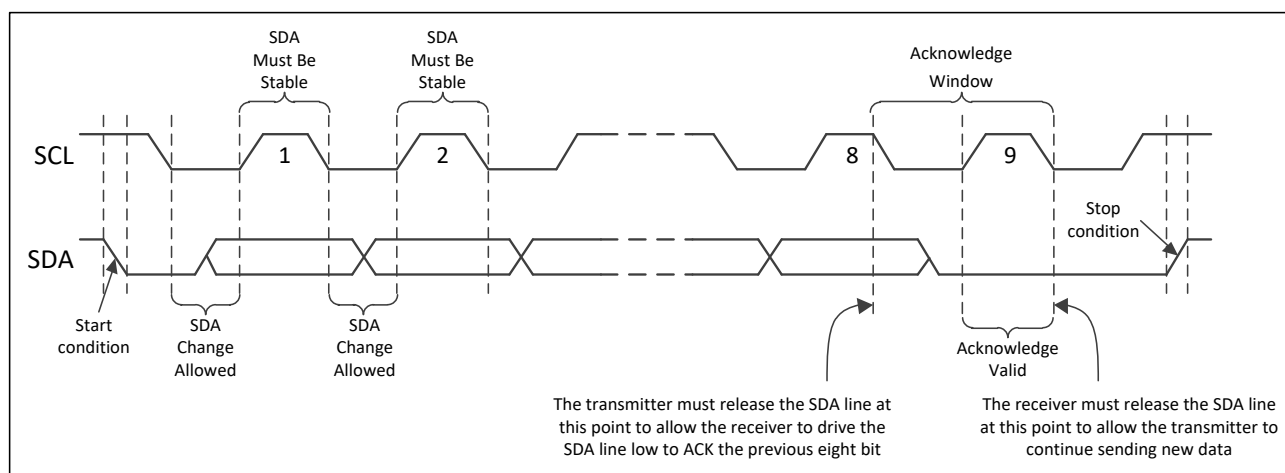 SDA
Must Be
Stable
SDA
Must Be
Stable
Acknowledge
Window
SCL
1
2
8
9
Stop
condition
SDA
Start
condition
SDA
Change
Allowed
SDA
Change
Allowed
Acknowledge
Valid
The transmitter must release the SDA line at
this point to allow the receiver to drive the
SDA line low to ACK the previous eight bit
The receiver must release the SDA line
at this point to allow the transmitter to
continue sending new data